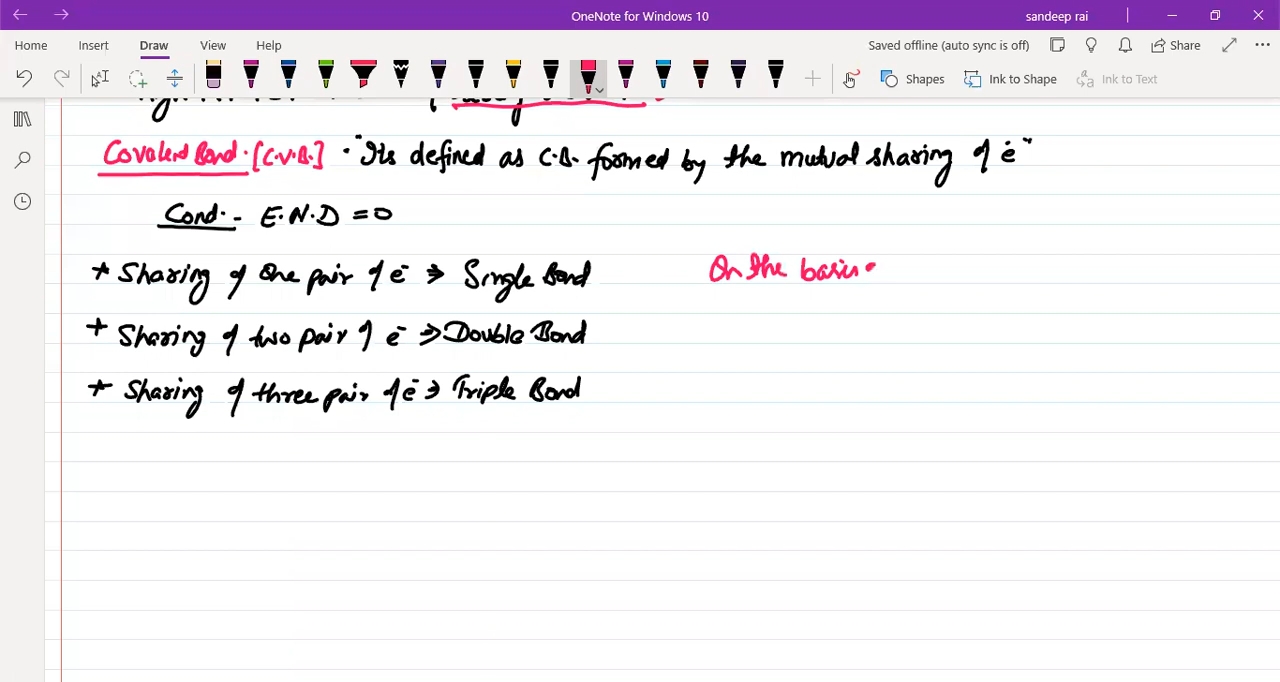 OneNote for Windows 10
sandeep rai
Home Insert Draw View Help
Saved offline (auto sync is off)
Share
Shapes
Ink to Shape
Ink to Text
Covalent Bond. [C.V.B.] . "Its defined as C.B. formed by the mutual sharing of e⁻"
Cond. - E.N.D = 0
* Sharing of One pair of e⁻ ⇒ Single Bond
On the basis
* Sharing of two pair of e⁻ ⇒ Double Bond
* Sharing of three pair of e⁻ ⇒ Triple Bond